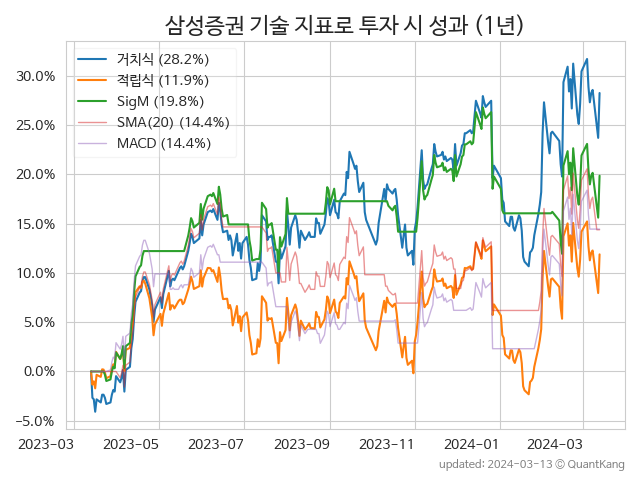 삼성증권 기술 지표로 투자 시 성과 (1년)
거치식 (28.2%)
적립식 (11.9%)
SigM (19.8%)
SMA(20) (14.4%)
MACD (14.4%)
30.0%
25.0%
20.0%
15.0%
10.0%
5.0%
0.0%
−5.0%
2023-03 2023-05 2023-07 2023-09 2023-11 2024-01 2024-03
updated: 2024-03-13 ⓒ QuantKang